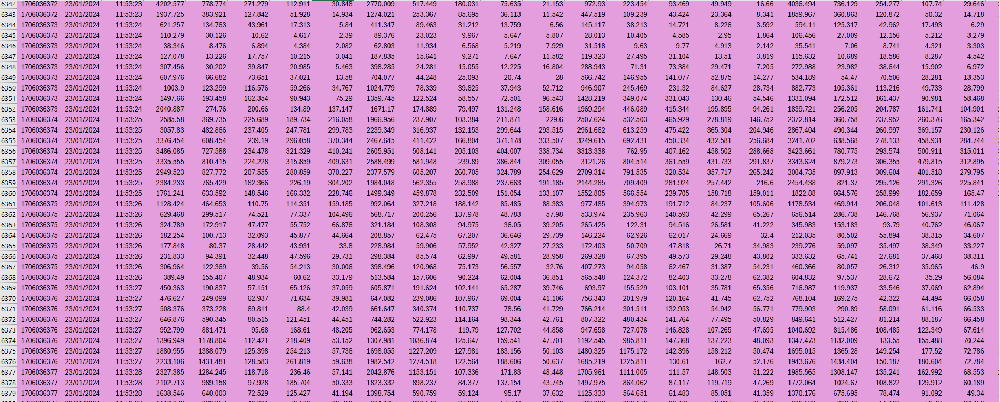 6342 1706036372 23/01/2024 11:53:23 4202.577 778.774 271.279 112.911 30.848 2770.009 517.449 180.031 75.635 21.153 972.93 223.454 93.469 49.949 16.66 4036.494 736.129 254.277 107.74 29.646
6343 1706036372 23/01/2024 11:53:23 1937.725 383.921 127.842 51.928 14.934 1274.021 253.367 85.695 36.113 11.542 447.519 109.239 43.424 23.364 8.341 1859.967 360.863 120.872 50.32 14.718
6344 1706036373 23/01/2024 11:53:24 621.257 134.763 43.961 17.313 5.84 411.347 89.463 31.212 13.759 6.56 145.117 38.213 14.721 8.226 3.592 594.11 125.317 42.962 17.493 6.29
6345 1706036373 23/01/2024 11:53:24 110.279 30.126 10.62 4.617 2.39 89.376 23.023 9.967 5.647 5.807 28.013 10.405 4.585 2.95 1.864 106.456 27.009 12.156 5.212 3.279
6346 1706036373 23/01/2024 11:53:24 38.346 8.476 6.894 4.384 2.082 62.803 11.934 6.568 5.219 7.929 31.518 9.63 9.77 4.913 2.142 35.541 7.06 8.741 4.321 3.303
6347 1706036373 23/01/2024 11:53:24 127.078 13.226 17.757 10.215 3.041 187.835 15.641 9.271 7.647 11.582 119.323 27.495 31.104 13.51 3.819 115.632 10.689 18.586 8.287 4.542
6348 1706036373 23/01/2024 11:53:24 307.456 30.202 39.847 20.985 5.463 398.285 24.281 15.055 12.225 16.804 288.943 71.31 73.384 29.471 7.205 272.988 23.982 38.644 15.902 6.972
6349 1706036373 23/01/2024 11:53:24 607.976 66.682 73.651 37.021 13.58 704.077 44.248 25.093 20.74 28 566.742 146.955 141.077 52.875 14.277 534.189 54.47 70.506 28.281 13.353
6350 1706036373 23/01/2024 11:53:24 1003.9 123.299 116.576 59.266 34.767 1024.779 78.339 39.825 37.943 52.712 946.907 245.469 231.32 84.627 28.734 882.773 105.361 113.216 49.733 28.799
6351 1706036373 23/01/2024 11:53:24 1497.66 193.458 162.354 90.943 75.29 1359.745 122.524 58.557 72.501 96.543 1428.219 349.074 331.043 130.46 54.546 1331.094 172.512 161.437 90.981 58.468
6352 1706036373 23/01/2024 11:53:24 2040.887 274.76 200.66 134.89 137.147 1671.17 174.889 79.497 131.248 158.616 1969.294 446.089 415.344 195.895 94.261 1839.721 256.205 204.787 161.741 104.901
6353 1706036374 23/01/2024 11:53:25 2585.58 369.735 225.689 189.734 216.058 1966.956 237.907 103.384 211.871 229.6 2507.624 532.503 465.929 278.819 146.752 2372.814 360.758 237.952 260.376 165.342
6354 1706036374 23/01/2024 11:53:25 3057.83 482.866 237.405 247.781 299.783 2239.349 316.937 132.153 299.644 293.515 2961.662 613.259 475.422 365.304 204.946 2867.404 490.344 260.997 369.157 230.126
6355 1706036374 23/01/2024 11:53:25 3376.454 608.454 239.19 296.058 370.344 2467.645 411.422 166.804 371.178 333.507 3249.615 692.431 450.334 432.581 256.684 3241.702 638.568 278.133 458.931 284.744
6356 1706036374 23/01/2024 11:53:25 3486.085 727.588 234.478 321.329 410.241 2605.951 508.141 205.103 404.007 338.734 3313.338 762.95 407.162 458.502 288.668 3423.661 780.775 293.574 500.911 315.011
6357 1706036374 23/01/2024 11:53:25 3335.555 810.415 224.228 315.859 409.631 2588.499 581.948 239.89 386.844 309.055 3121.26 804.514 361.559 431.733 291.837 3343.624 879.273 306.355 479.815 312.895
6358 1706036374 23/01/2024 11:53:25 2949.523 827.772 207.555 280.859 370.227 2377.579 605.207 260.705 324.789 254.629 2709.314 791.535 320.534 357.717 265.242 3004.735 897.913 309.604 401.518 279.795
6359 1706036374 23/01/2024 11:53:25 2384.233 765.429 182.366 226.19 304.202 1984.048 562.355 258.988 237.663 191.185 2144.285 709.409 281.924 257.442 216.6 2454.438 821.37 295.126 291.326 225.841
6360 1706036374 23/01/2024 11:53:25 1761.241 633.592 148.546 166.332 228.746 1499.349 459.878 232.509 151.054 133.107 1552.805 566.554 239.705 158.718 159.011 1822.88 664.576 258.999 182.659 165.47
6361 1706036375 23/01/2024 11:53:26 1128.424 464.653 110.75 114.351 159.185 992.064 327.218 188.142 85.485 88.383 977.485 394.973 191.712 84.237 105.606 1178.534 469.914 206.048 101.613 111.428
6362 1706036375 23/01/2024 11:53:26 629.468 299.517 74.521 77.337 104.496 568.717 200.256 137.978 48.783 57.98 533.974 235.963 140.593 42.299 65.267 656.514 286.738 146.768 56.937 71.064
6363 1706036375 23/01/2024 11:53:26 324.789 172.917 47.477 55.752 66.876 321.184 108.308 94.975 36.05 39.205 265.425 122.31 94.516 26.581 41.222 345.983 153.183 93.79 40.762 46.067
6364 1706036375 23/01/2024 11:53:26 182.254 100.713 32.093 45.877 44.664 208.857 62.475 67.207 36.646 29.739 146.224 62.926 62.017 24.669 32.4 212.035 80.502 55.894 38.315 34.607
6365 1706036375 23/01/2024 11:53:26 177.848 80.37 28.442 43.931 33.8 228.984 59.906 57.952 42.327 27.233 172.403 50.709 47.818 26.71 34.983 239.276 59.097 35.497 38.349 33.227
6366 1706036375 23/01/2024 11:53:26 231.833 94.391 32.448 47.596 29.731 298.384 85.574 62.997 49.581 28.958 269.328 67.395 49.573 29.248 43.802 333.632 65.741 27.681 37.468 38.311
6367 1706036375 23/01/2024 11:53:26 306.964 122.369 39.56 54.213 30.006 398.496 120.968 75.173 56.557 32.76 407.273 94.058 62.467 31.387 54.231 460.366 80.057 26.312 35.965 46.9
6368 1706036375 23/01/2024 11:53:26 389.49 155.407 48.934 60.62 33.179 513.584 157.606 90.224 62.004 36.851 565.548 124.372 82.403 33.278 62.382 604.832 97.537 28.672 35.29 56.084
6369 1706036376 23/01/2024 11:53:27 450.363 190.837 57.151 65.126 37.059 605.871 191.624 102.141 65.287 39.746 693.97 155.529 103.101 35.781 65.356 716.987 119.937 33.546 37.069 62.894
6370 1706036376 23/01/2024 11:53:27 476.627 249.099 62.937 71.634 39.981 647.082 239.086 107.967 69.004 41.106 756.343 201.979 120.164 41.745 62.752 768.104 169.275 42.322 44.494 66.058
6371 1706036376 23/01/2024 11:53:27 508.376 373.228 69.811 88.4 42.039 661.647 340.374 110.737 78.56 41.729 766.214 301.511 132.953 54.942 56.771 779.903 290.89 58.091 61.116 66.533
6372 1706036376 23/01/2024 11:53:27 646.876 590.345 80.515 121.451 44.451 744.282 522.923 114.164 98.344 42.761 807.322 480.434 141.764 77.495 50.829 849.641 512.427 81.214 88.187 66.458
6373 1706036376 23/01/2024 11:53:27 952.799 881.471 95.68 168.61 48.205 962.653 774.178 119.79 127.702 44.858 947.658 727.078 146.828 107.265 47.695 1040.692 815.486 108.485 122.349 67.614
6374 1706036376 23/01/2024 11:53:27 1396.949 1178.804 112.421 218.409 53.152 1307.981 1036.874 125.647 159.541 47.701 1192.545 985.811 147.368 137.223 48.093 1347.473 1132.009 133.55 155.488 70.244
6375 1706036376 23/01/2024 11:53:27 1880.955 1388.079 125.398 254.213 57.736 1698.055 1227.209 127.981 183.156 50.103 1480.325 1175.172 142.396 158.212 50.474 1695.015 1365.28 149.254 177.52 72.786
6376 1706036376 23/01/2024 11:53:27 2233.106 1431.481 128.583 261.819 59.638 1982.542 1274.518 122.564 188.606 50.637 1685.219 1225.811 130.61 162.7 52.176 1943.676 1434.404 150.187 180.604 72.784
6377 1706036377 23/01/2024 11:53:28 2327.385 1284.245 118.718 236.46 57.141 2042.876 1153.151 107.336 171.83 48.448 1705.961 1111.005 111.57 148.503 51.222 1985.565 1308.147 135.241 162.992 68.553
6378 1706036377 23/01/2024 11:53:28 2102.713 989.158 97.928 185.704 50.333 1823.332 898.237 84.377 137.154 43.745 1497.975 864.062 87.117 119.719 47.269 1772.064 1024.67 108.822 129.912 60.189
6379 1706036377 23/01/2024 11:53:28 1638.546 640.003 72.529 125.427 41.194 1398.754 590.759 59.124 95.17 37.632 1125.333 564.651 61.483 85.051 41.359 1370.176 675.695 78.474 91.092 49.34